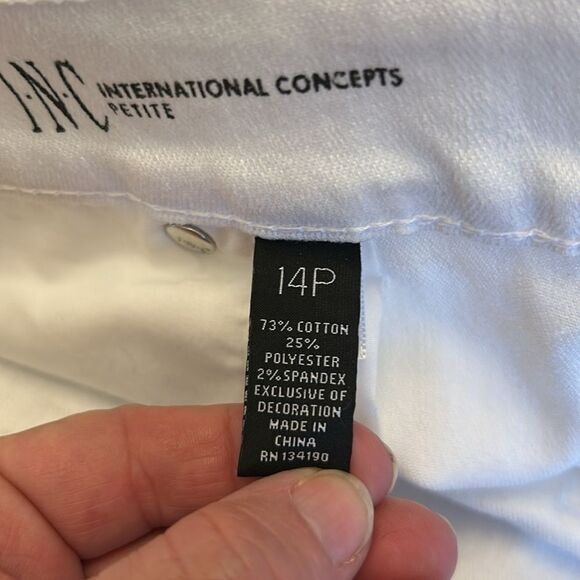 I·N·C INTERNATIONAL CONCEPTS
PETITE
14P
73% COTTON
25%
POLYESTER
2% SPANDEX
EXCLUSIVE OF
DECORATION
MADE IN
CHINA
RN 134190